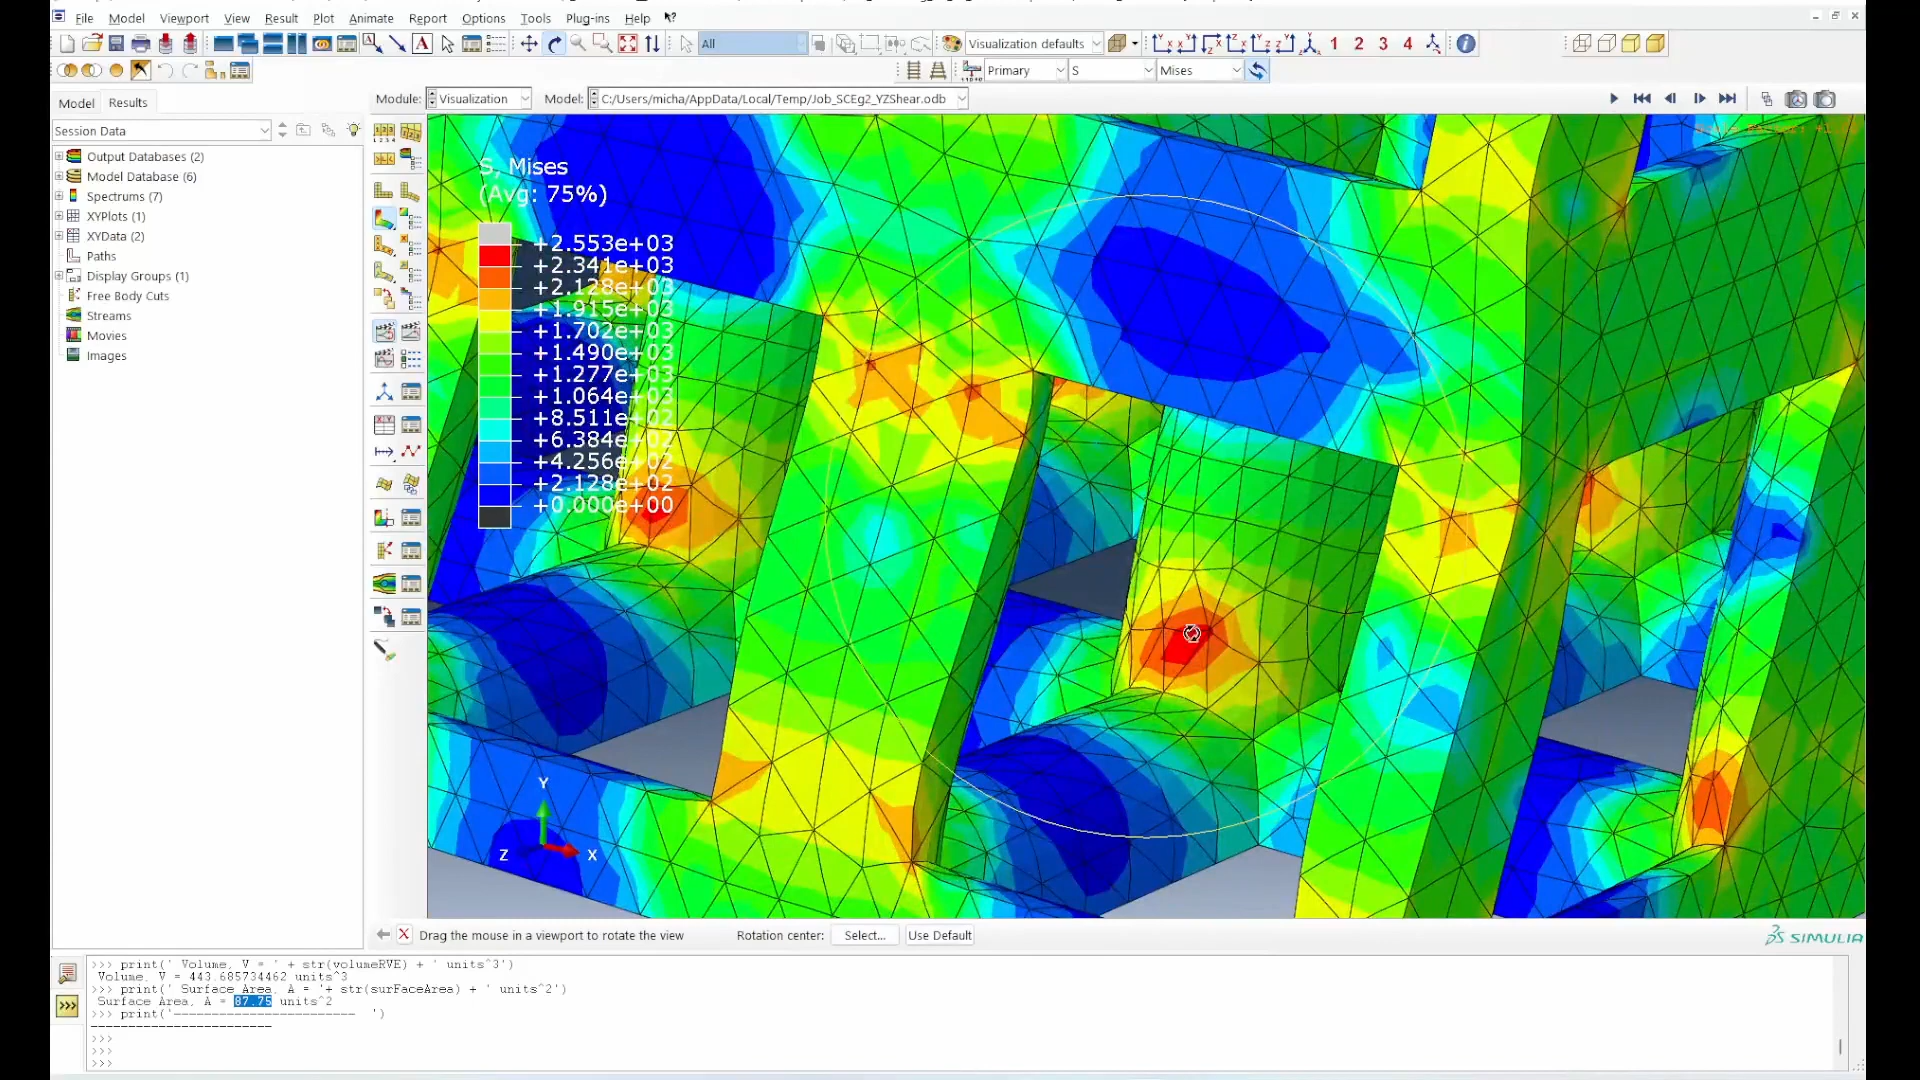 File Model Viewport View Result Plot Animate Report Options Tools Plug-ins Help
All Visualization defaults 1 2 3 4
Primary S Mises
Model Results Module: Visualization Model: C:/Users/micha/AppData/Local/Temp/Job_SCEg2_YZShear.odb
Session Data
Output Databases (2)
Model Database (6)
Spectrums (7)
XYPlots (1)
XYData (2)
Paths
Display Groups (1)
Free Body Cuts
Streams
Movies
Images
S, Mises
(Avg: 75%)
+2.553e+03
+2.341e+03
+2.128e+03
+1.915e+03
+1.702e+03
+1.490e+03
+1.277e+03
+1.064e+03
+8.511e+02
+6.384e+02
+4.256e+02
+2.128e+02
+0.000e+00
Y
Z X
Drag the mouse in a viewport to rotate the view Rotation center: Select... Use Default
SIMULIA
>>> print(' Volume, V = ' + str(volumeRVE) + ' units^3')
Volume, V = 443.685734462 units^3
>>> print(' Surface Area, A = '+ str(surFaceArea) + ' units^2')
Surface Area, A = 87.75 units^2
>>> print('------------------------ ')
------------------------
>>>
>>>
>>>